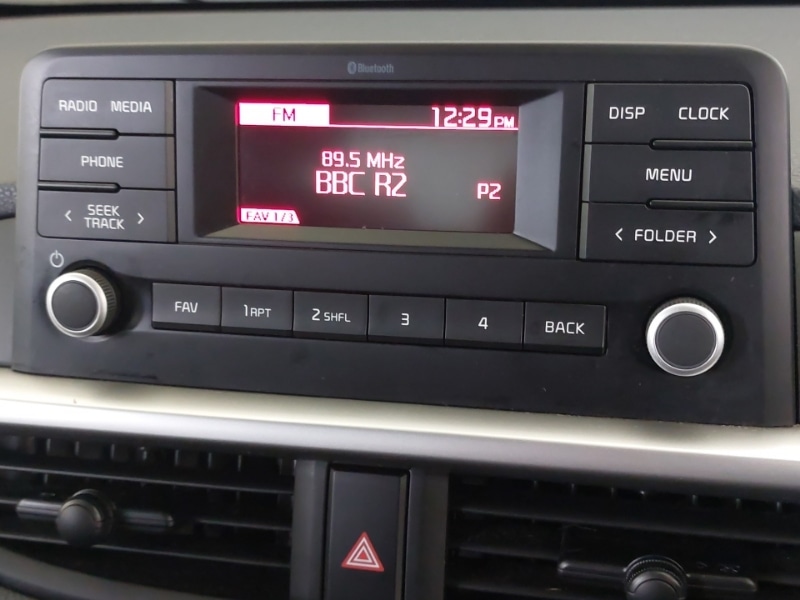 Bluetooth
RADIO MEDIA
PHONE
< SEEK >
TRACK
FM 12:29PM
89.5 MHz
BBC R2
P2
FAV 1/3
DISP CLOCK
MENU
< FOLDER >
FAV 1 RPT 2 SHFL 3 4 BACK